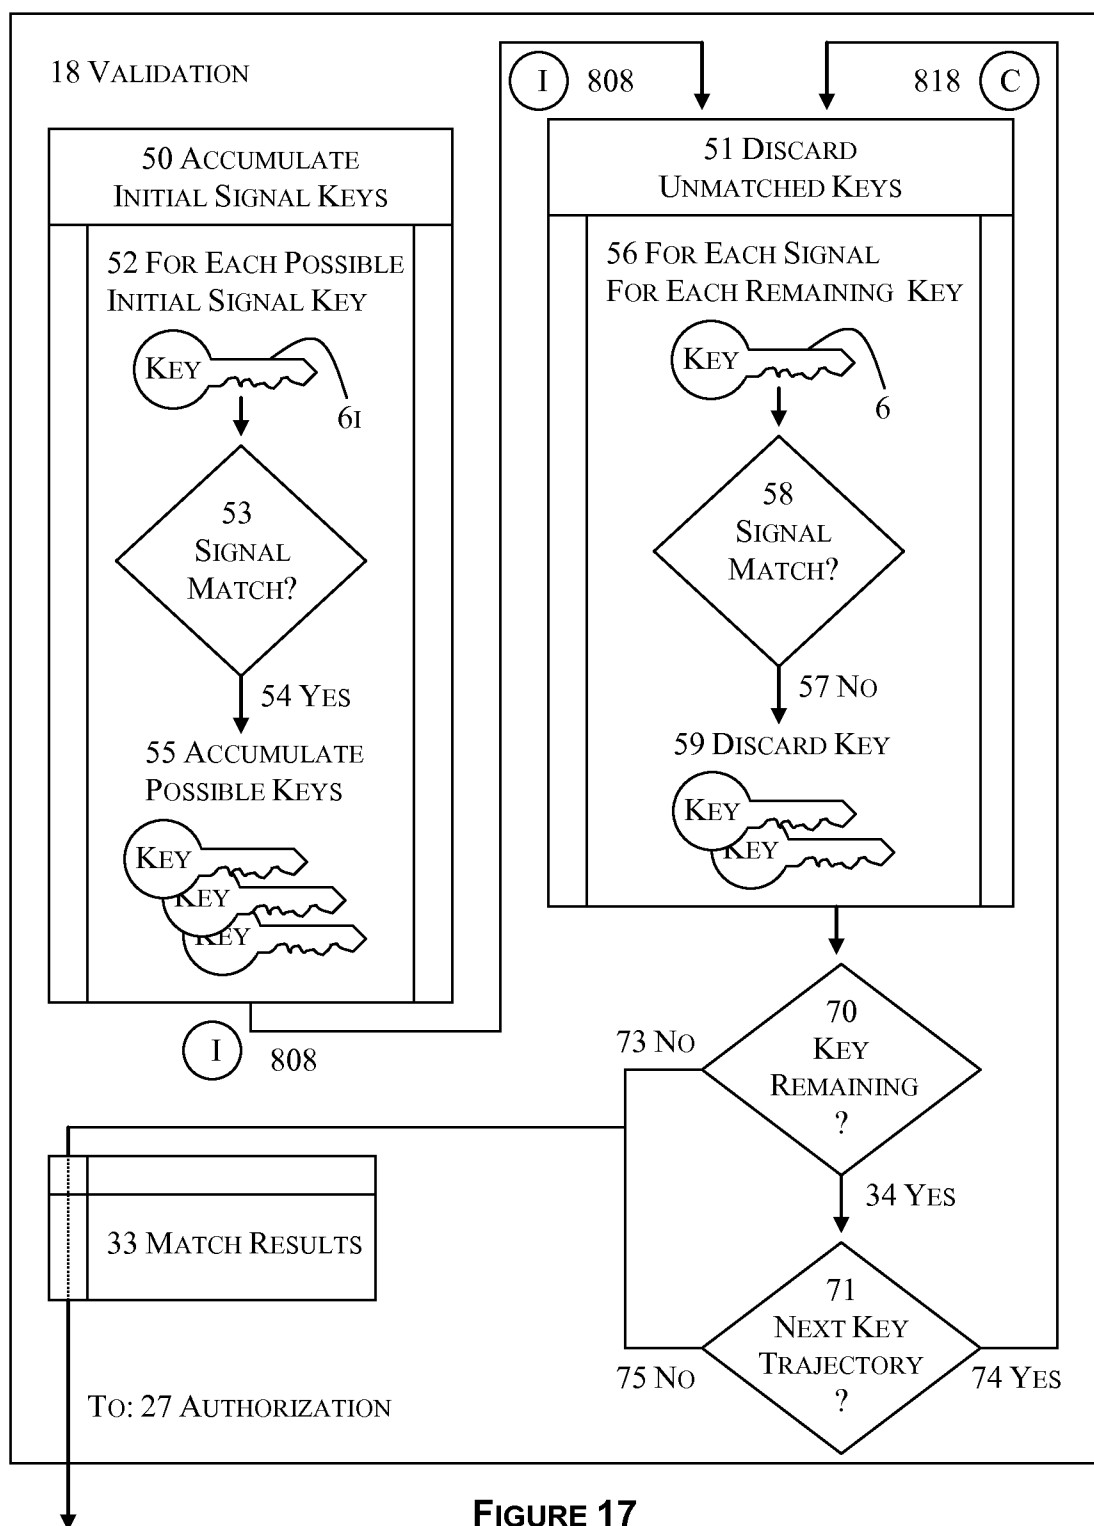 18 VALIDATION
I 808
818 C
50 ACCUMULATE
INITIAL SIGNAL KEYS
52 FOR EACH POSSIBLE
INITIAL SIGNAL KEY
KEY
6I
53
SIGNAL
MATCH?
54 YES
55 ACCUMULATE
POSSIBLE KEYS
KEY
KEY
KEY
I 808
51 DISCARD
UNMATCHED KEYS
56 FOR EACH SIGNAL
FOR EACH REMAINING KEY
KEY
6
58
SIGNAL
MATCH?
57 NO
59 DISCARD KEY
KEY
KEY
70
KEY
REMAINING
?
73 NO
34 YES
71
NEXT KEY
TRAJECTORY
?
75 NO
74 YES
33 MATCH RESULTS
TO: 27 AUTHORIZATION
FIGURE 17